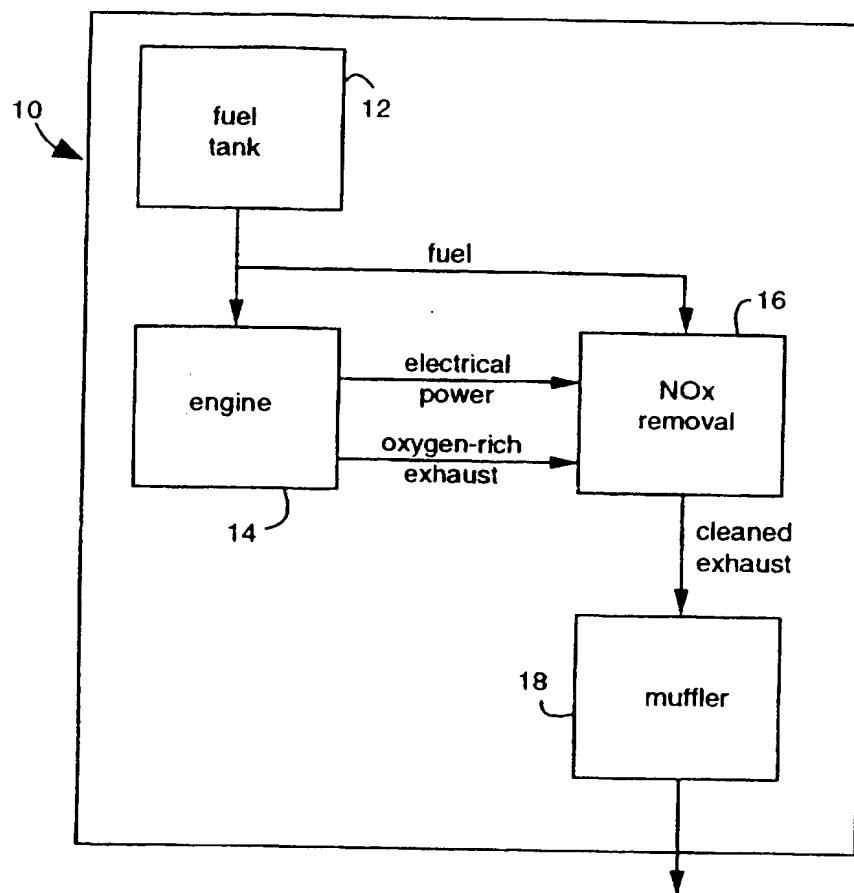 10
fuel
tank
12
fuel
engine
14
electrical
power
oxygen-rich
exhaust
16
NOx
removal
cleaned
exhaust
18
muffler